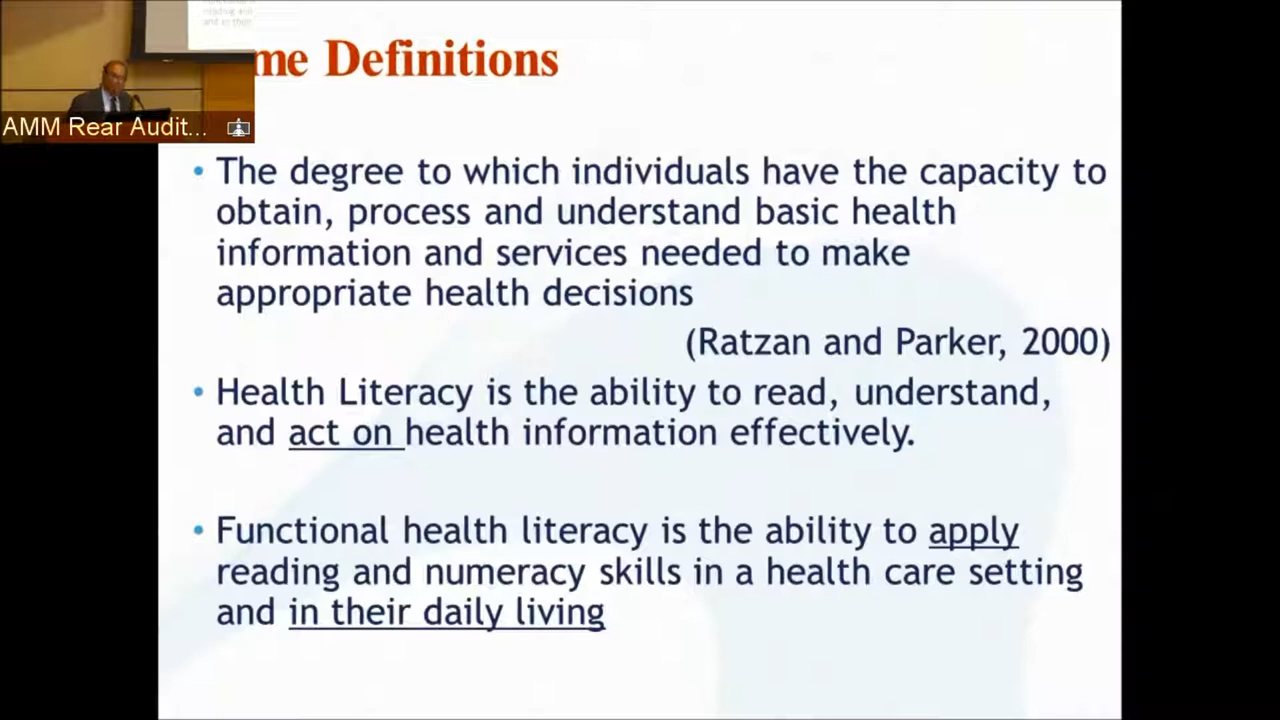 me Definitions
AMM Rear Audit...
• The degree to which individuals have the capacity to
obtain, process and understand basic health
information and services needed to make
appropriate health decisions
(Ratzan and Parker, 2000)
• Health Literacy is the ability to read, understand,
and act on health information effectively.
• Functional health literacy is the ability to apply
reading and numeracy skills in a health care setting
and in their daily living